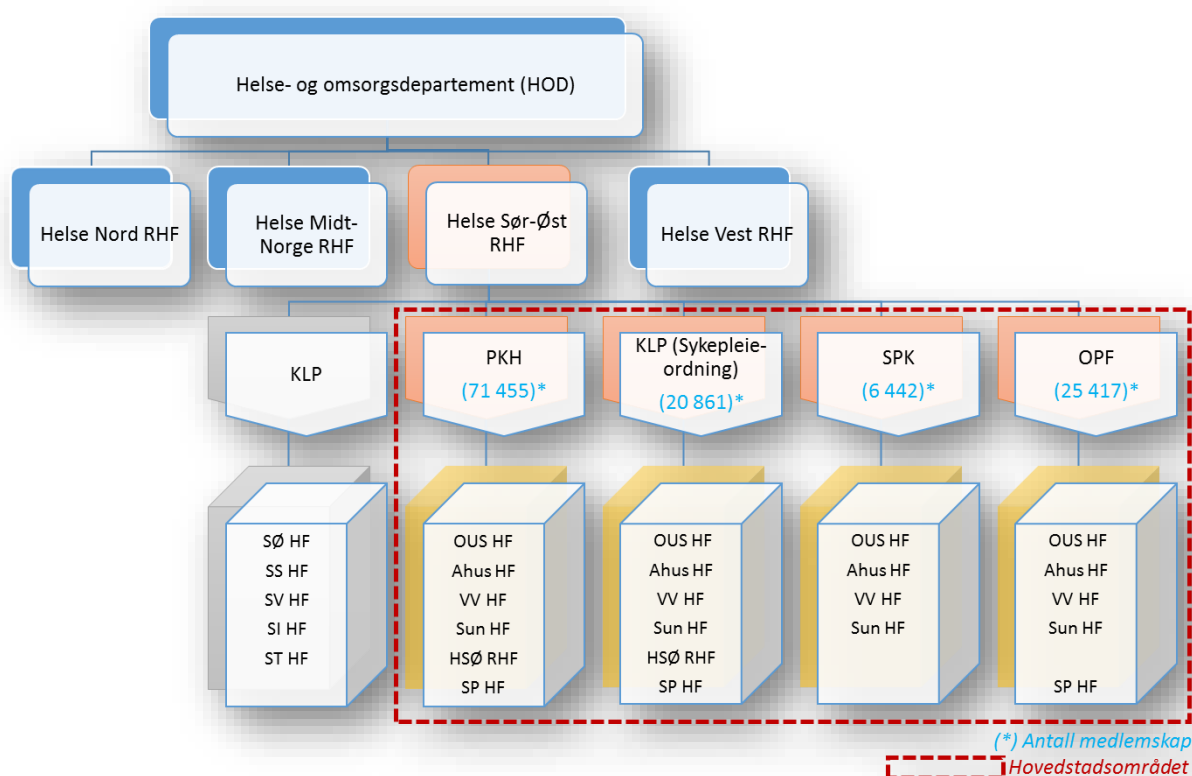 Helse- og omsorgsdepartement (HOD)
Helse Nord RHF
Helse Midt-
Norge RHF
Helse Sør-Øst
RHF
Helse Vest RHF
KLP
PKH
(71 455)*
KLP (Sykepleie-
ordning)
(20 861)*
SPK
(6 442)*
OPF
(25 417)*
SØ HF
SS HF
SV HF
SI HF
ST HF
OUS HF
Ahus HF
VV HF
Sun HF
HSØ RHF
SP HF
OUS HF
Ahus HF
VV HF
Sun HF
HSØ RHF
SP HF
OUS HF
Ahus HF
VV HF
Sun HF
OUS HF
Ahus HF
VV HF
Sun HF
SP HF
(*) Antall medlemskap
Hovedstadsområdet